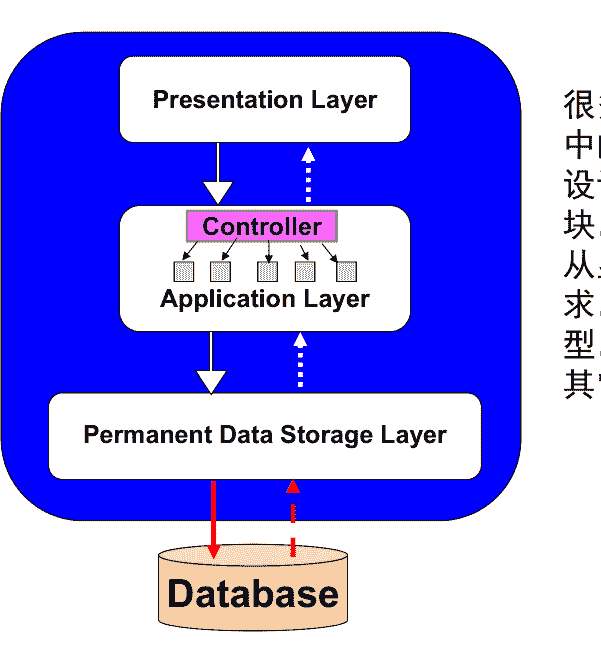 Presentation Layer
Controller
Application Layer
Permanent Data Storage Layer
Database
很
中
设
块
从
求
型
其